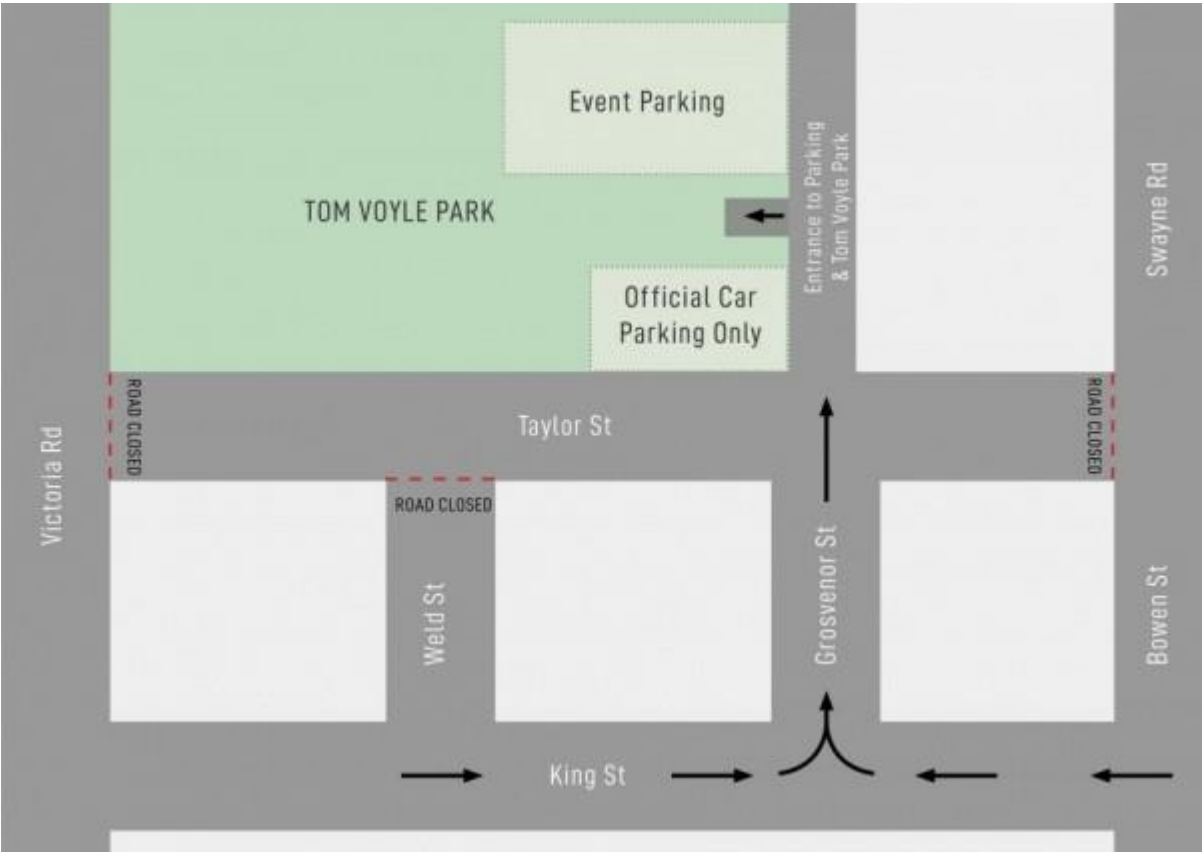 Event Parking
Entrance to Parking
& Tom Voyle Park
Swayne Rd
TOM VOYLE PARK
Official Car
Parking Only
ROAD CLOSED
Taylor St
ROAD CLOSED
Victoria Rd
ROAD CLOSED
Weld St
Grosvenor St
Bowen St
King St